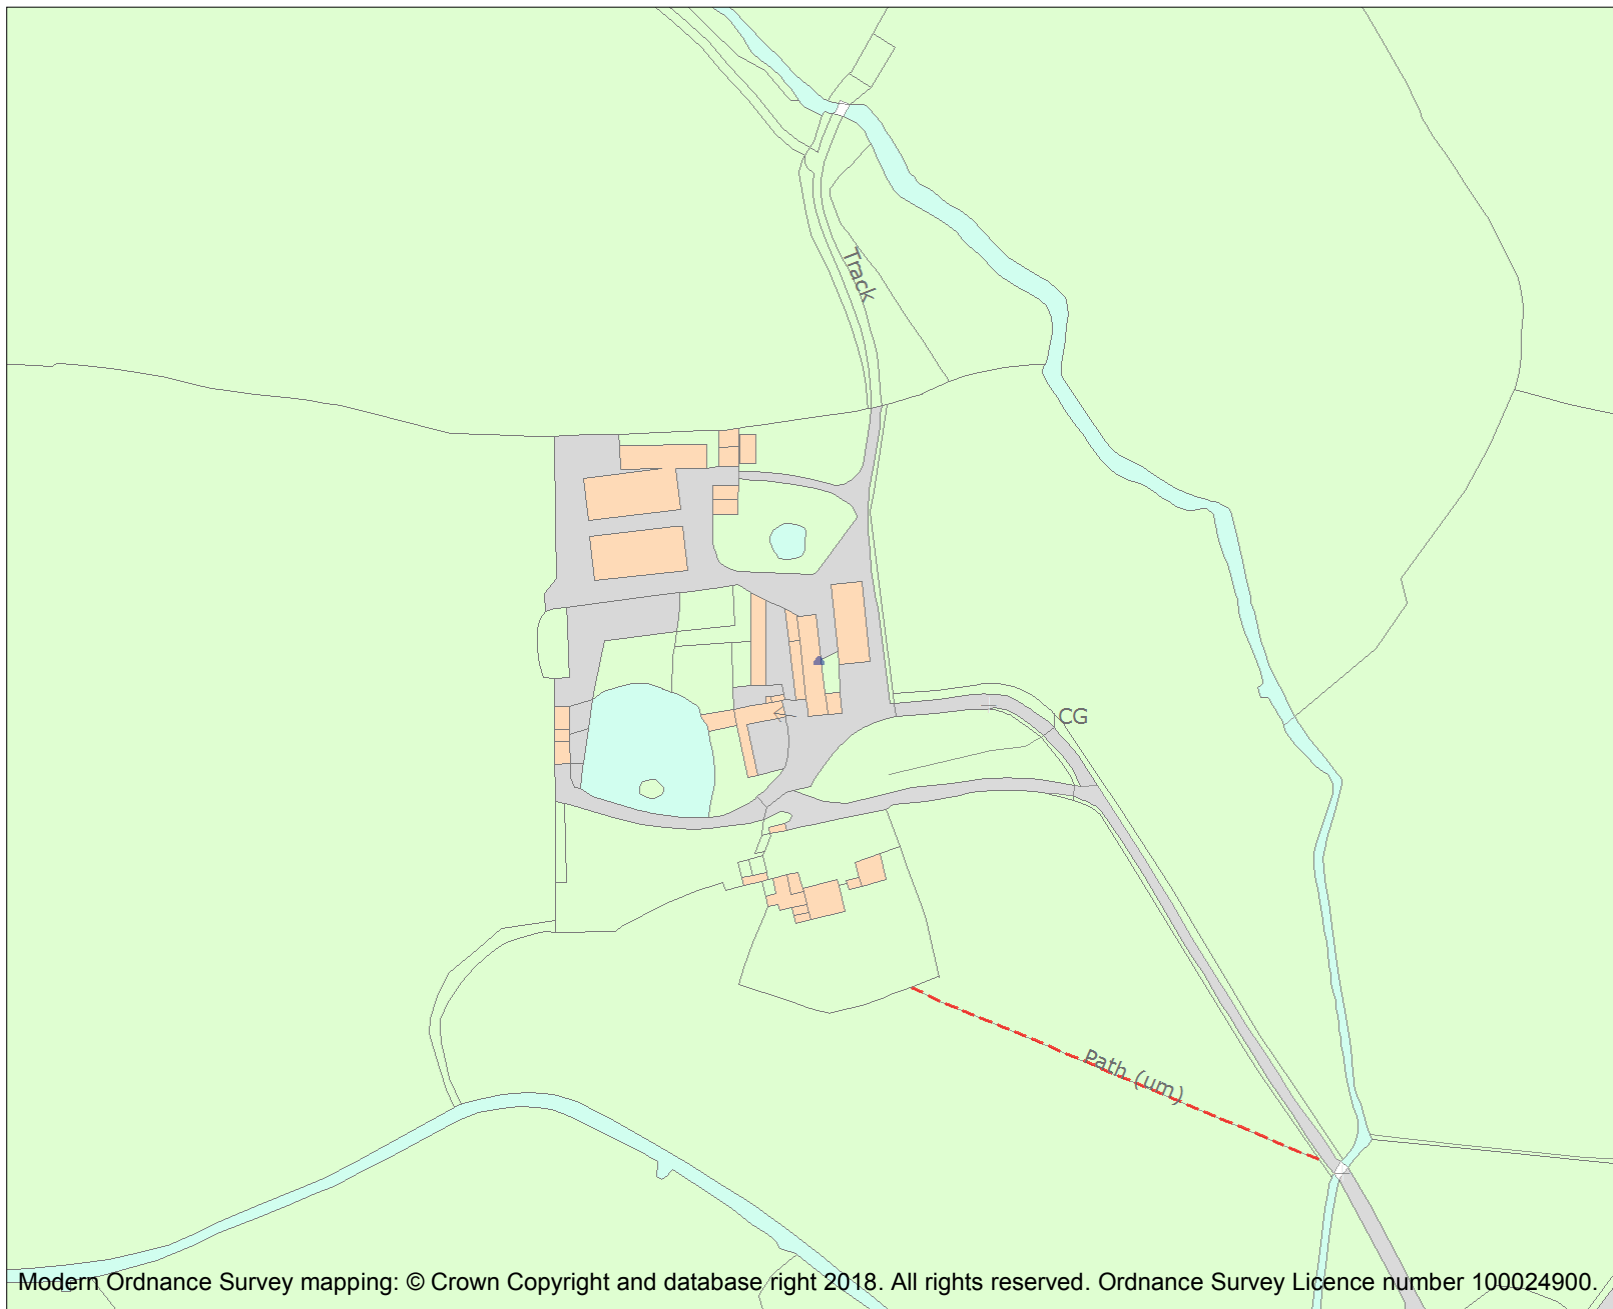 Track
CG
Path (um)
Modern Ordnance Survey mapping: © Crown Copyright and database right 2018. All rights reserved. Ordnance Survey Licence number 100024900.